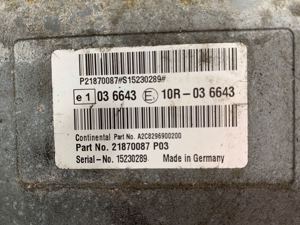 P21870087#S15230289#
e1 03 6643 E 10R-03 6643
Continental Part No. A2C8296900200
Part No. 21870087 P03
Serial-No. 15230289 Made in Germany